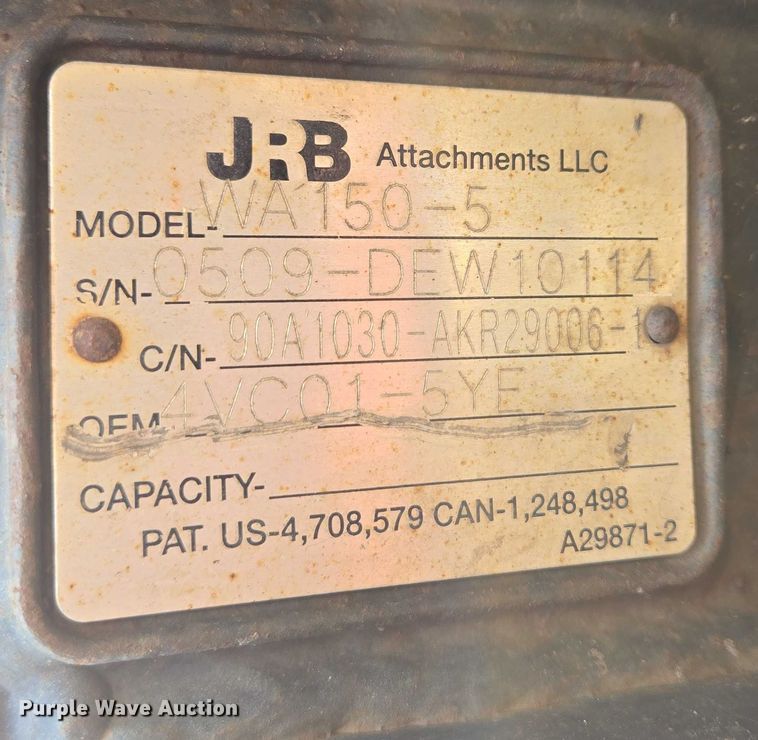 JRB Attachments LLC
MODEL- WA150-5
S/N- 0509-DEW10114
C/N- 90A1030-AKR29006-1
OEM 4VC01-5YE
CAPACITY-
PAT. US-4,708,579 CAN-1,248,498
A29871-2
Purple Wave Auction